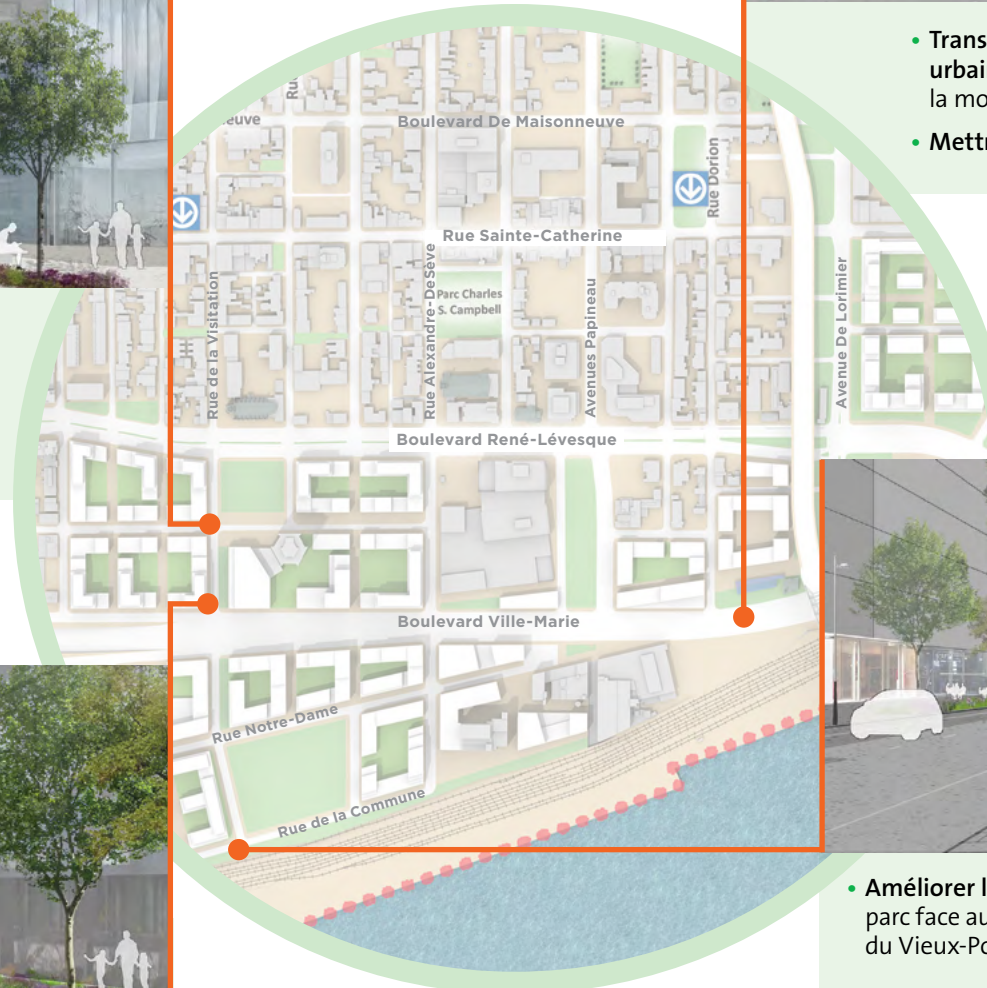 • Trans
urbai
la mo
• Mettr
Boulevard De Maisonneuve
Rue Dorion
Rue Sainte-Catherine
Rue de la Visitation
Rue Alexandre-DeSève
Parc Charles
S. Campbell
Avenues Papineau
Avenue De Lorimier
Boulevard René-Lévesque
Boulevard Ville-Marie
Rue Notre-Dame
Rue de la Commune
• Améliorer l
parc face au
du Vieux-Po